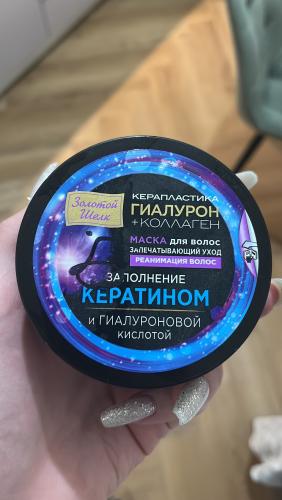 Золотой
Шелк
КЕРАПЛАСТИКА
ГИАЛУРОН
+КОЛЛАГЕН
МАСКА для ВОЛОС
ЗАПЕЧАТЫВАЮЩИЙ УХОД
РЕАНИМАЦИЯ ВОЛОС
ЗАПОЛНЕНИЕ
КЕРАТИНОМ
и ГИАЛУРОНОВОЙ
КИСЛОТОЙ